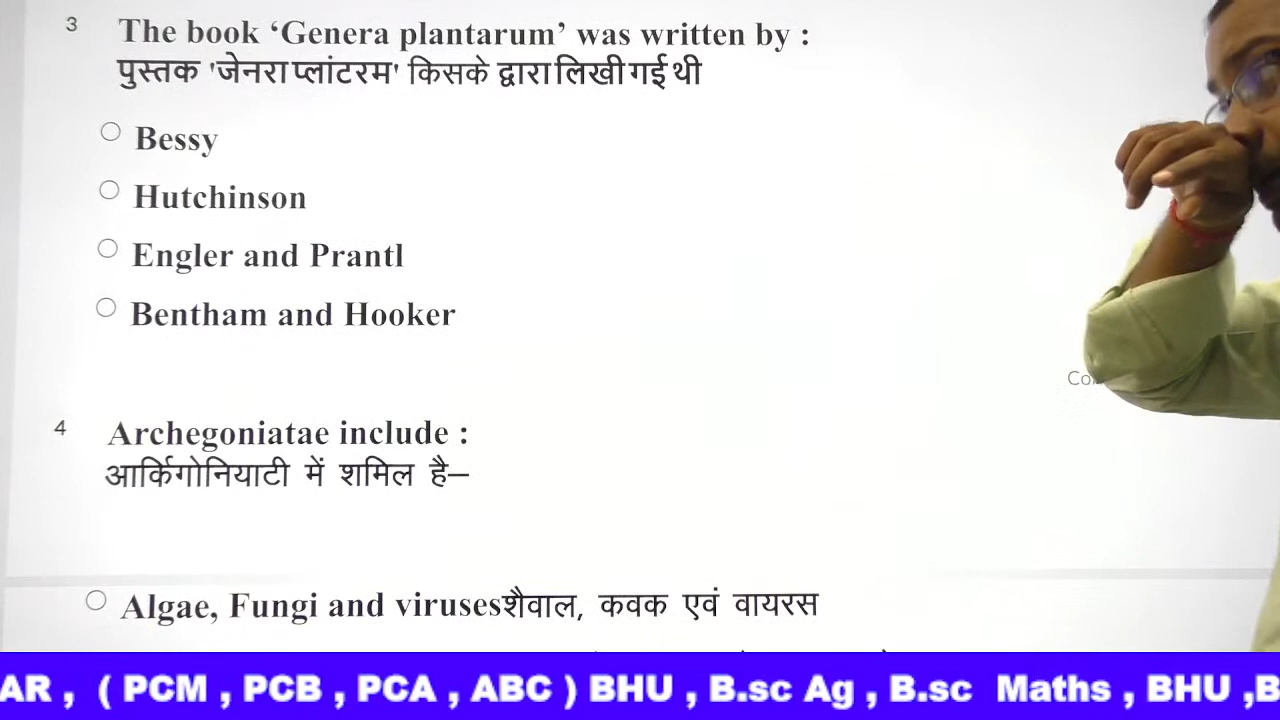 3
The book ‘Genera plantarum’ was written by :
पुस्तक 'जेनरा प्लांटरम' किसके द्वारा लिखी गई थी
Bessy
Hutchinson
Engler and Prantl
Bentham and Hooker
4
Archegoniatae include :
आर्किगोनियाटी में शमिल है–
Algae, Fungi and virusesशैवाल, कवक एवं वायरस
AR , ( PCM , PCB , PCA , ABC ) BHU , B.sc Ag , B.sc Maths , BHU ,B